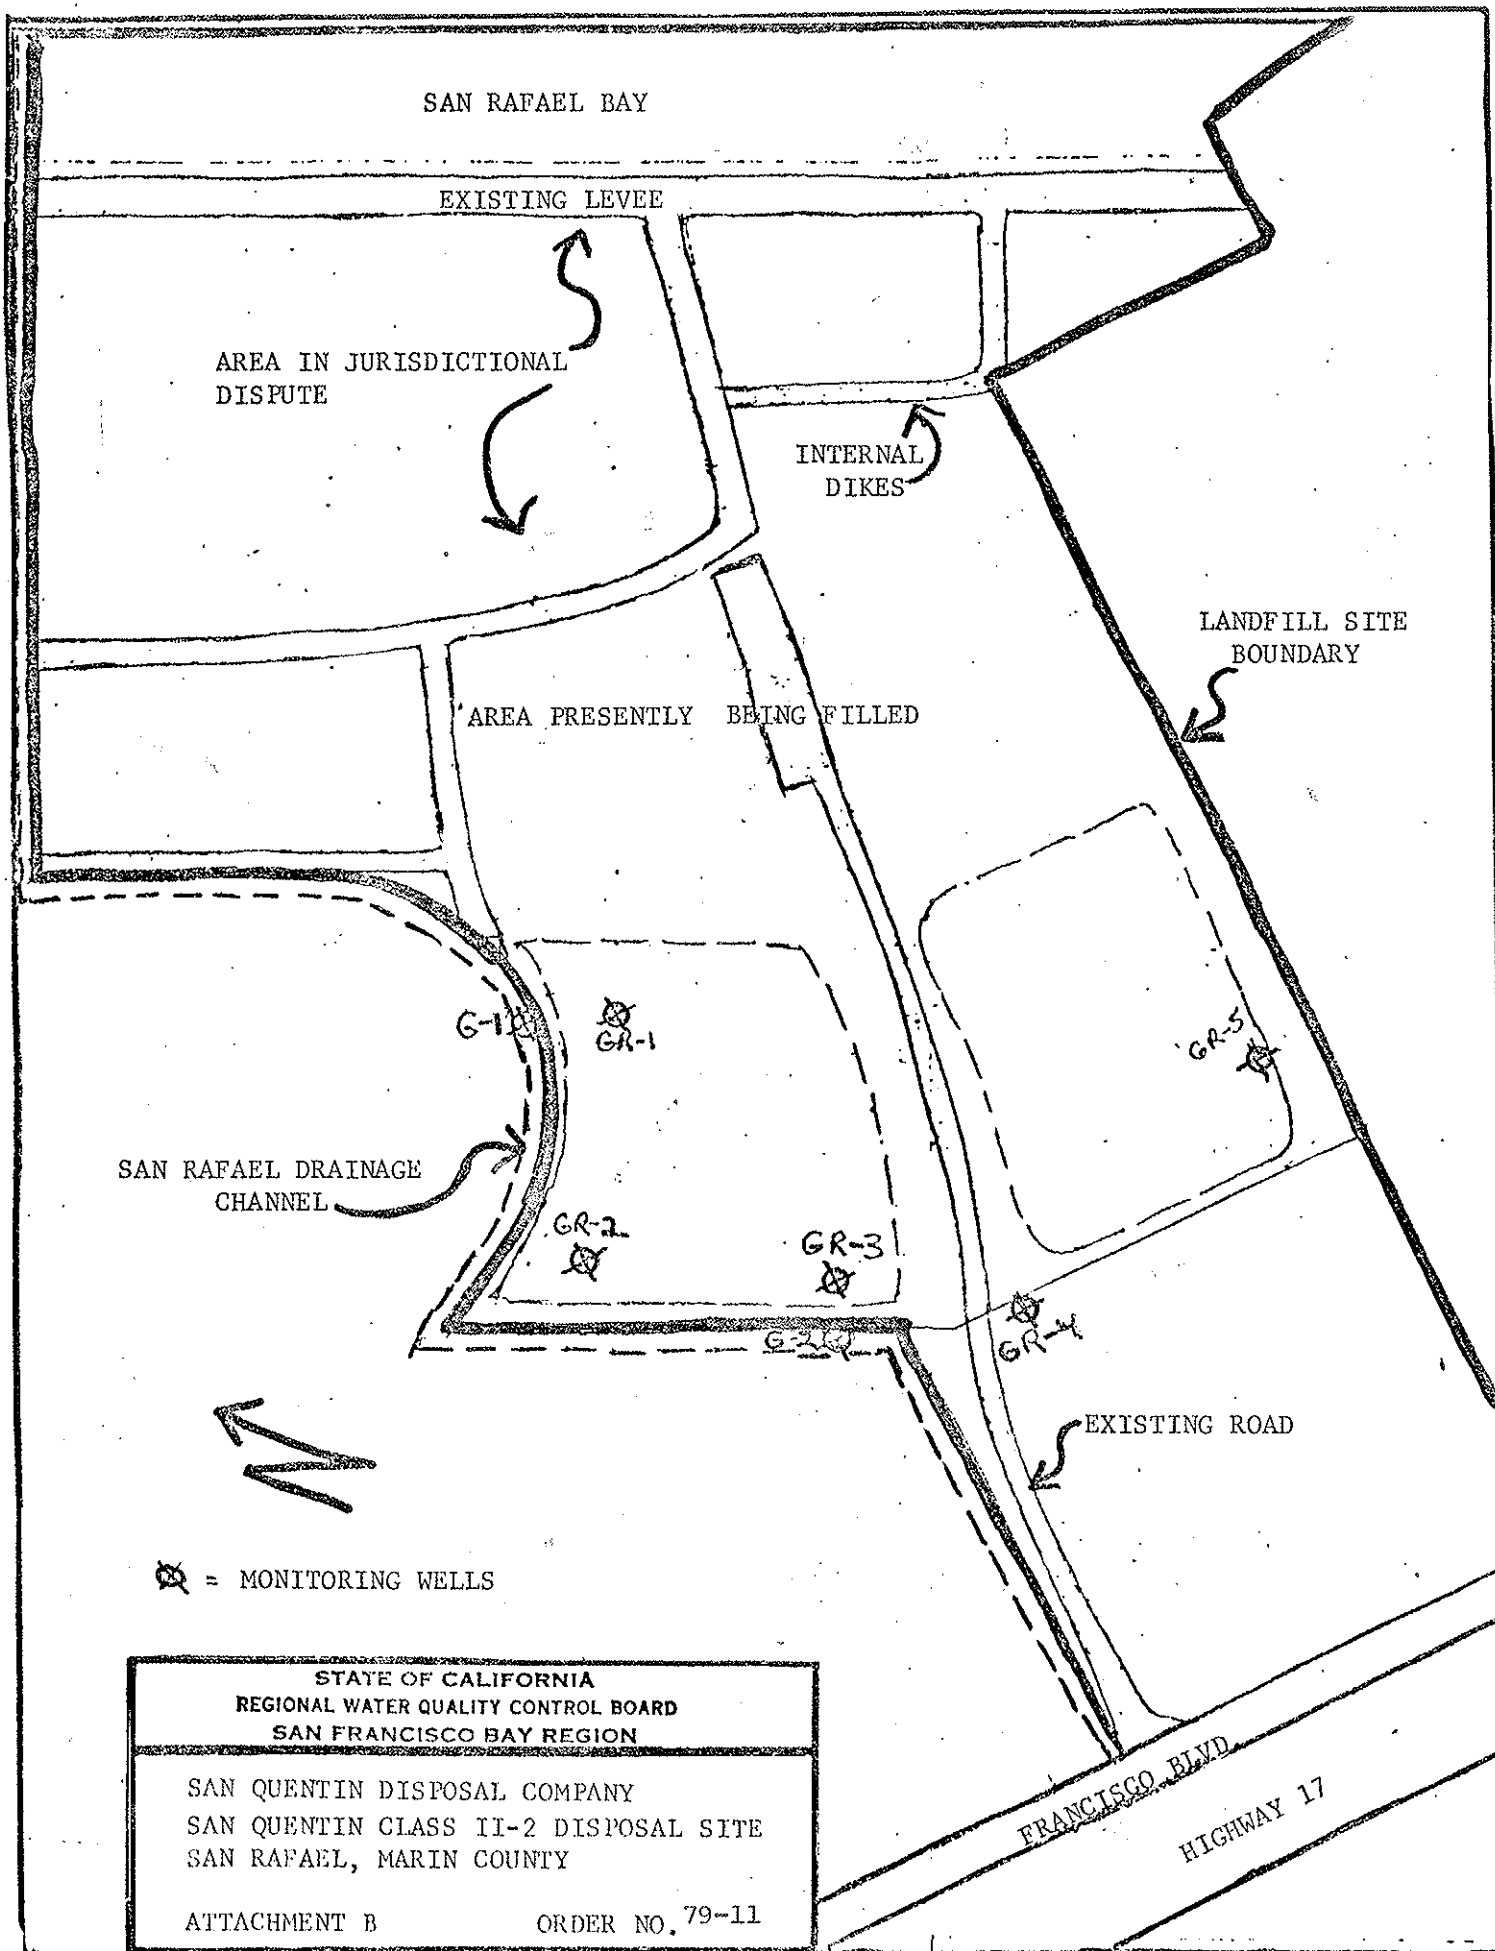 SAN RAFAEL BAY
EXISTING LEVEE
AREA IN JURISDICTIONAL
DISPUTE
INTERNAL
DIKES
LANDFILL SITE
BOUNDARY
AREA PRESENTLY BEING FILLED
G-1
GR-1
GR-5
SAN RAFAEL DRAINAGE
CHANNEL
GR-2
GR-3
G-2
GR-4
EXISTING ROAD
= MONITORING WELLS
FRANCISCO BLVD.
HIGHWAY 17
STATE OF CALIFORNIA
REGIONAL WATER QUALITY CONTROL BOARD
SAN FRANCISCO BAY REGION
SAN QUENTIN DISPOSAL COMPANY
SAN QUENTIN CLASS II-2 DISPOSAL SITE
SAN RAFAEL, MARIN COUNTY
ATTACHMENT B ORDER NO. 79-11